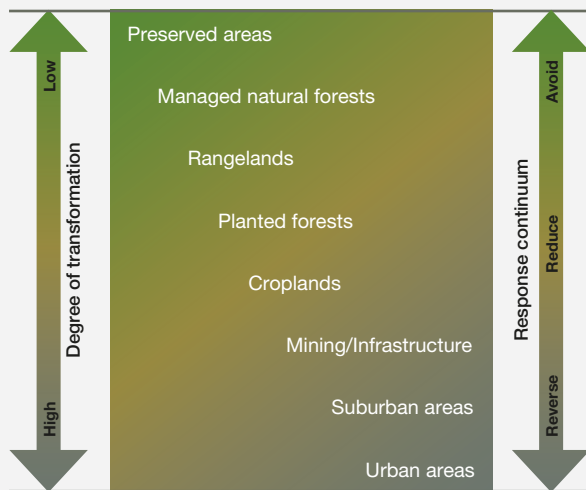 Low
High
Degree of transformation
Preserved areas
Managed natural forests
Rangelands
Planted forests
Croplands
Mining/Infrastructure
Suburban areas
Urban areas
Response continuum
Avoid
Reduce
Reverse